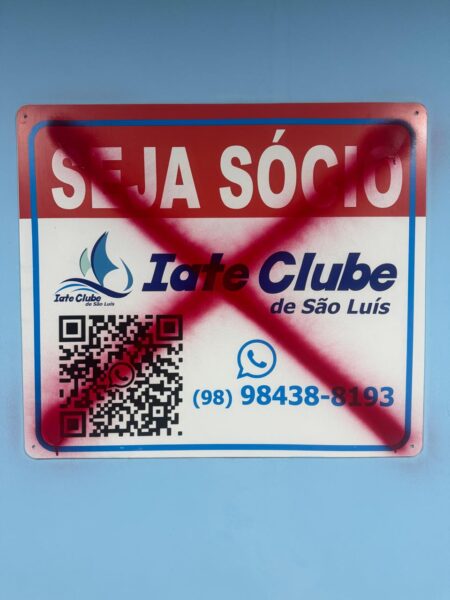 SEJA SÓCIO
Iate Clube
de São Luís
Iate Clube
de São Luís
(98) 98438-8193